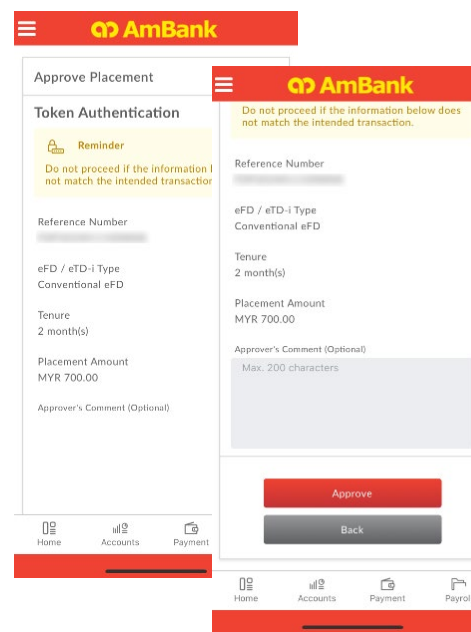 AmBank
Approve Placement
Token Authentication
Reminder
Do not proceed if the information
not match the intended
Reference Number
eFD / eTD-i Type
Conventional eFD
Tenure
2 month(s)
Placement Amount
MYR 700.00
Approver's Comment (Optional)
Home
Accounts
Payment
AmBank
Do not proceed if the information below does
not match the intended transaction.
Reference Number
eFD / eTD-i Type
Conventional eFD
Tenure
2 month(s)
Placement Amount
MYR 700.00
Approver's Comment (Optional)
Max. 200 characters
Approve
Back
Home
Accounts
Payment